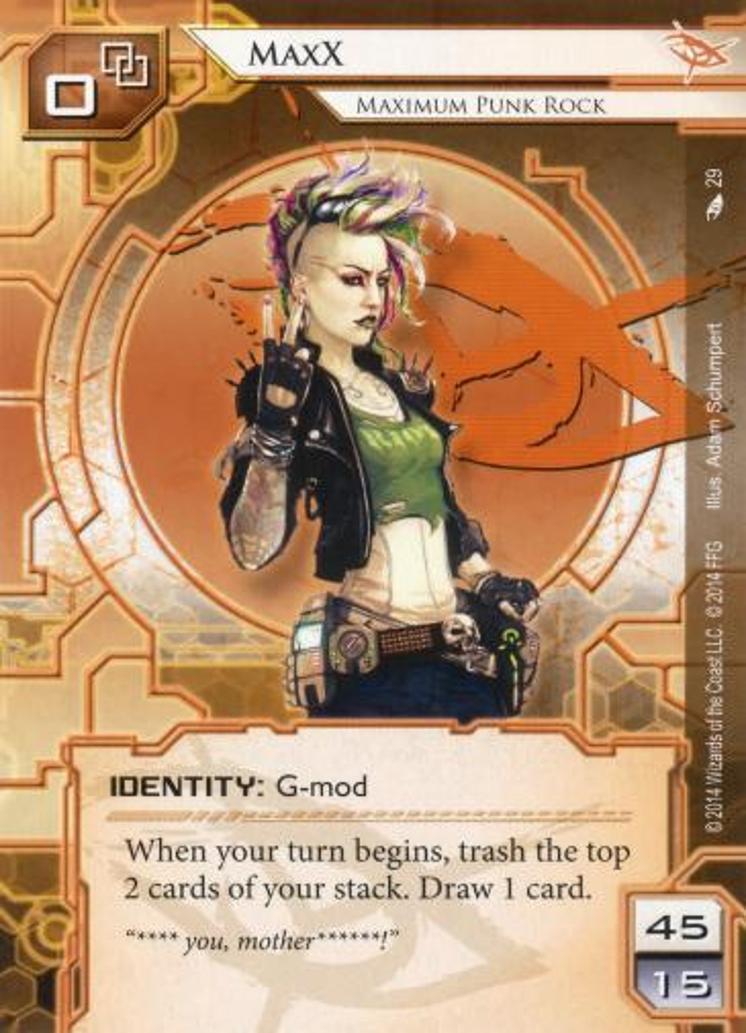 0
MaxX
Maximum Punk Rock
29
Illus. Adam Schumpert
© 2014 Wizards of the Coast LLC. © 2014 FFG
IDENTITY: G-mod
When your turn begins, trash the top
2 cards of your stack. Draw 1 card.
“**** you, mother******!”
45
15